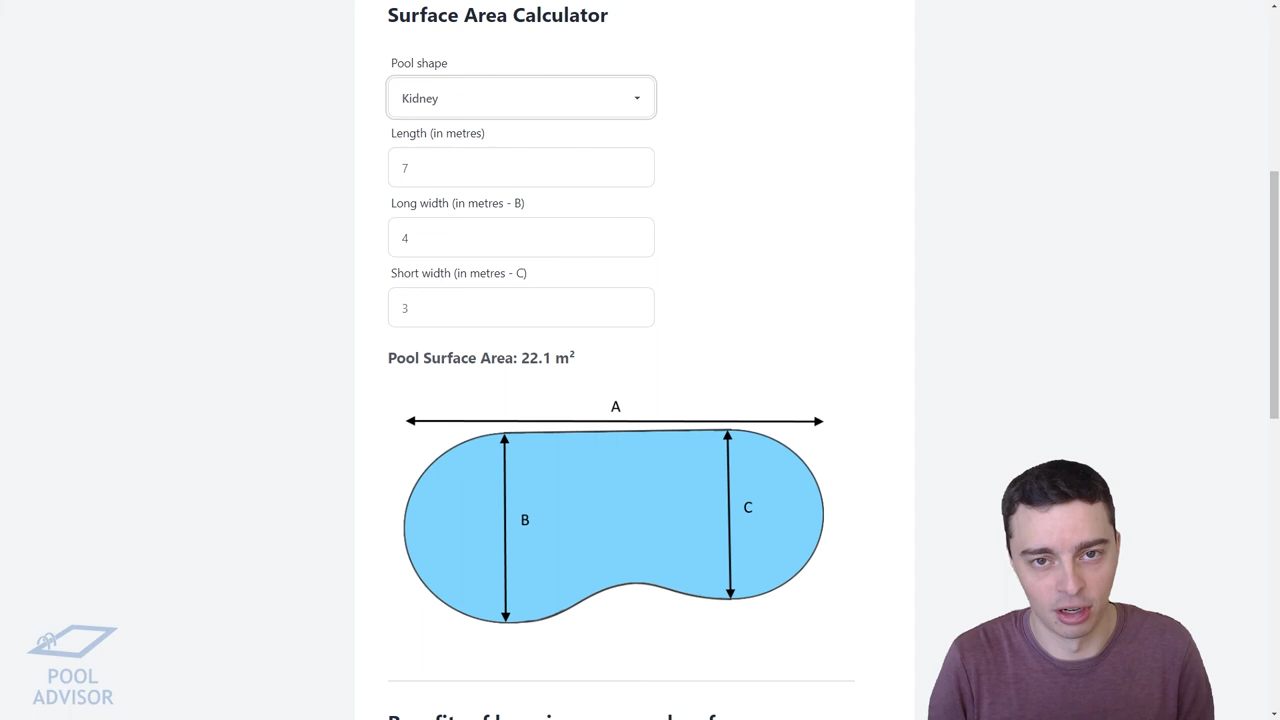 Surface Area Calculator
Pool shape
Kidney
Length (in metres)
7
Long width (in metres - B)
4
Short width (in metres - C)
3
Pool Surface Area: 22.1 m²
A
B
C
POOL
ADVISOR